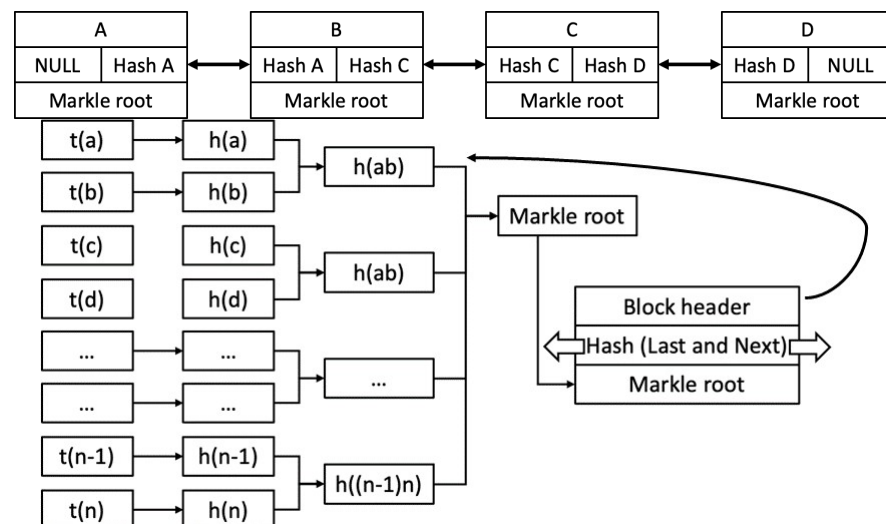 A B C D
NULL Hash A Hash A Hash C Hash C Hash D Hash D NULL
Markle root Markle root Markle root Markle root
t(a) h(a)
h(ab)
t(b) h(b)
Markle root
t(c) h(c)
h(ab)
t(d) h(d)
Block header
... ...
Hash (Last and Next)
...
Markle root
... ...
t(n-1) h(n-1)
h((n-1)n)
t(n) h(n)